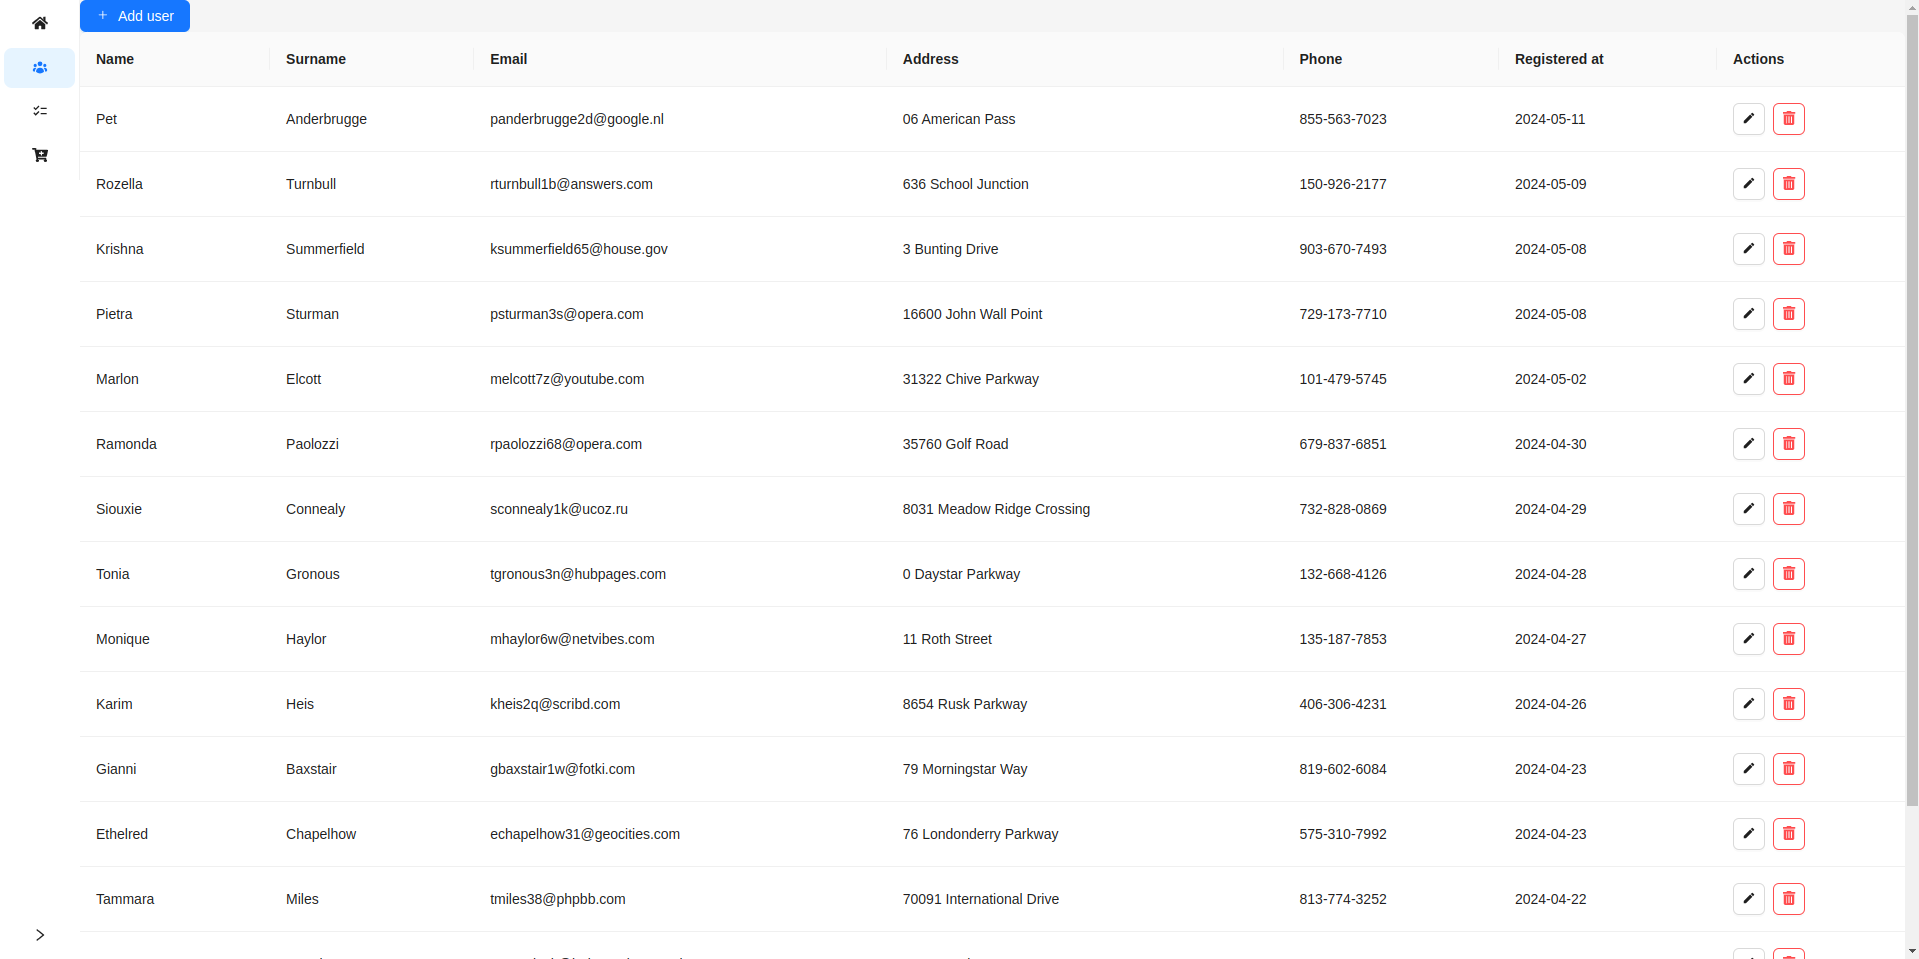 Add user
Name Surname Email Address Phone Registered at Actions
Pet Anderbrugge panderbrugge2d@google.nl 06 American Pass 855-563-7023 2024-05-11
Rozella Turnbull rturnbull1b@answers.com 636 School Junction 150-926-2177 2024-05-09
Krishna Summerfield ksummerfield65@house.gov 3 Bunting Drive 903-670-7493 2024-05-08
Pietra Sturman psturman3s@opera.com 16600 John Wall Point 729-173-7710 2024-05-08
Marlon Elcott melcott7z@youtube.com 31322 Chive Parkway 101-479-5745 2024-05-02
Ramonda Paolozzi rpaolozzi68@opera.com 35760 Golf Road 679-837-6851 2024-04-30
Siouxie Connealy sconnealy1k@ucoz.ru 8031 Meadow Ridge Crossing 732-828-0869 2024-04-29
Tonia Gronous tgronous3n@hubpages.com 0 Daystar Parkway 132-668-4126 2024-04-28
Monique Haylor mhaylor6w@netvibes.com 11 Roth Street 135-187-7853 2024-04-27
Karim Heis kheis2q@scribd.com 8654 Rusk Parkway 406-306-4231 2024-04-26
Gianni Baxstair gbaxstair1w@fotki.com 79 Morningstar Way 819-602-6084 2024-04-23
Ethelred Chapelhow echapelhow31@geocities.com 76 Londonderry Parkway 575-310-7992 2024-04-23
Tammara Miles tmiles38@phpbb.com 70091 International Drive 813-774-3252 2024-04-22